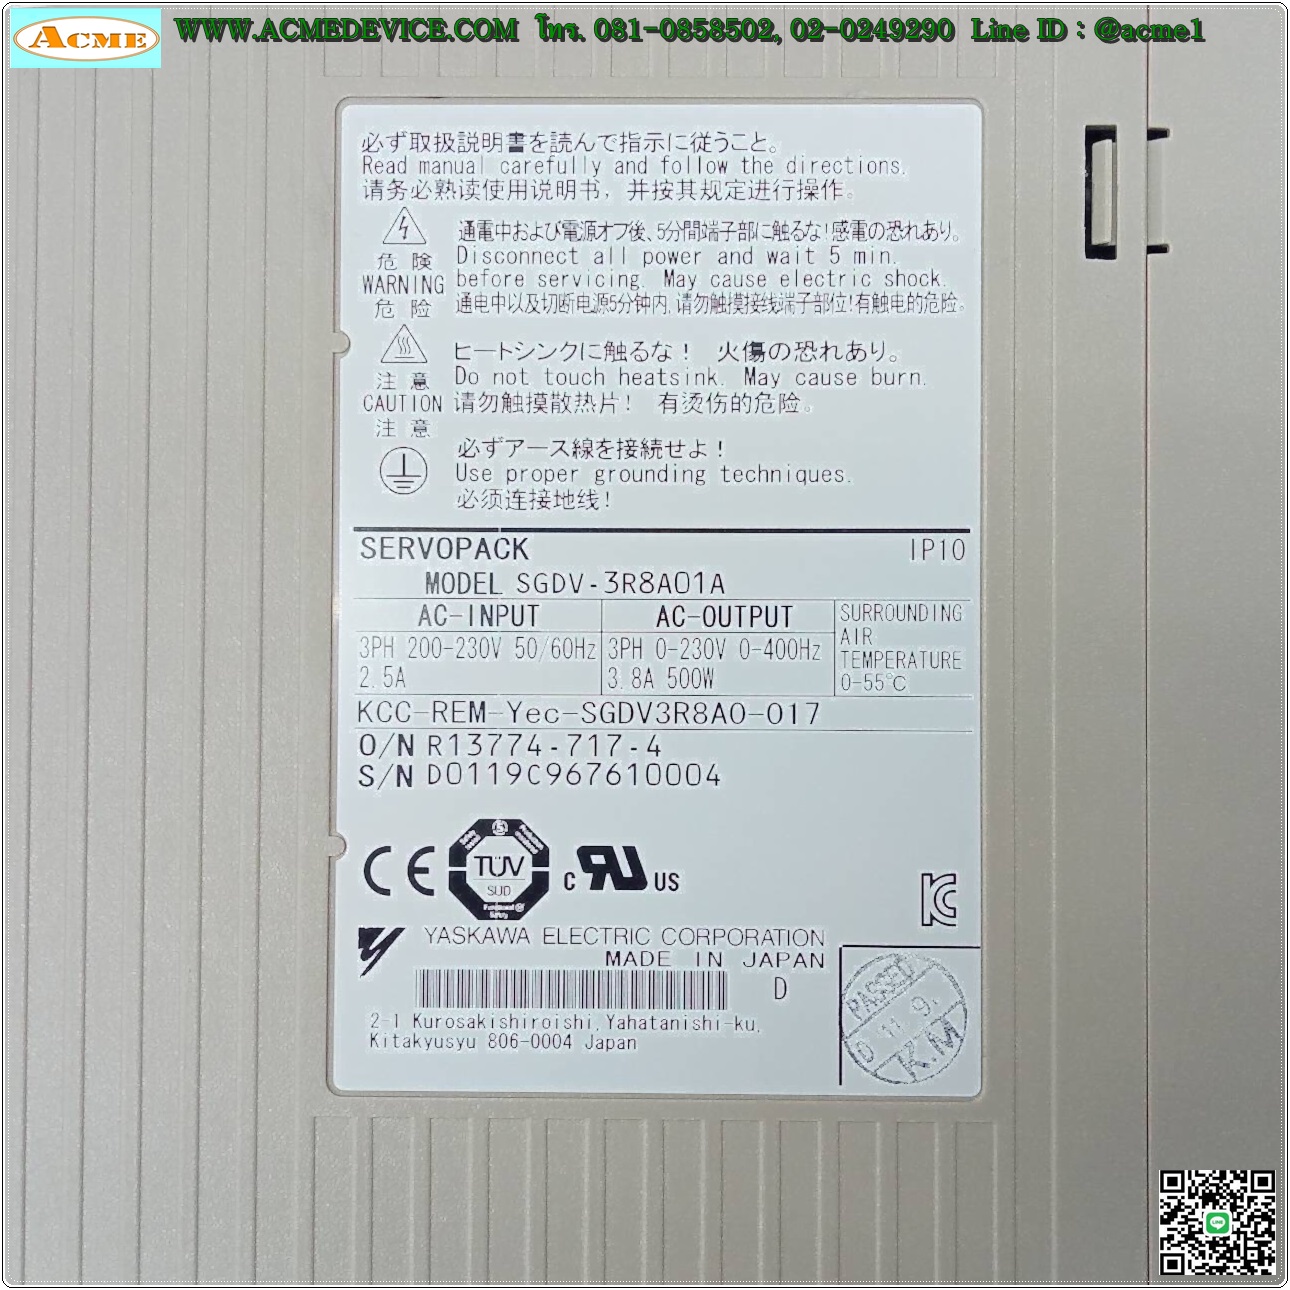 ACME
WWW.ACMEDEVICE.COM โทร. 081-0858502, 02-0249290 Line ID : @acme1
必ず取扱説明書を読んで指示に従うこと。
Read manual carefully and follow the directions.
请务必熟读使用说明书，并按其规定进行操作。
危険
WARNING
危险
通電中および電源オフ後、5分間端子部に触るな!感電の恐れあり。
Disconnect all power and wait 5 min.
before servicing. May cause electric shock.
通电中以及切断电源5分钟内,请勿触摸接线端子部位!有触电的危险。
注意
CAUTION
注意
ヒートシンクに触るな！ 火傷の恐れあり。
Do not touch heatsink. May cause burn.
请勿触摸散热片！ 有烫伤的危险。
必ずアース線を接続せよ！
Use proper grounding techniques.
必须连接地线！
SERVOPACK IP10
MODEL SGDV-3R8A01A
AC-INPUT
3PH 200-230V 50/60Hz
2.5A
AC-OUTPUT
3PH 0-230V 0-400Hz
3.8A 500W
SURROUNDING
AIR
TEMPERATURE
0-55℃
KCC-REM-Yec-SGDV3R8A0-017
O/N R13774-717-4
S/N D0119C967610004
CE
TÜV
SÜD
Functional
Safety
c RU US
KC
YASKAWA ELECTRIC CORPORATION
MADE IN JAPAN
D
2-1 Kurosakishiroishi, Yahatanishi-ku,
Kitakyusyu 806-0004 Japan
PASSED
D 11. 9.
K.M
LINE